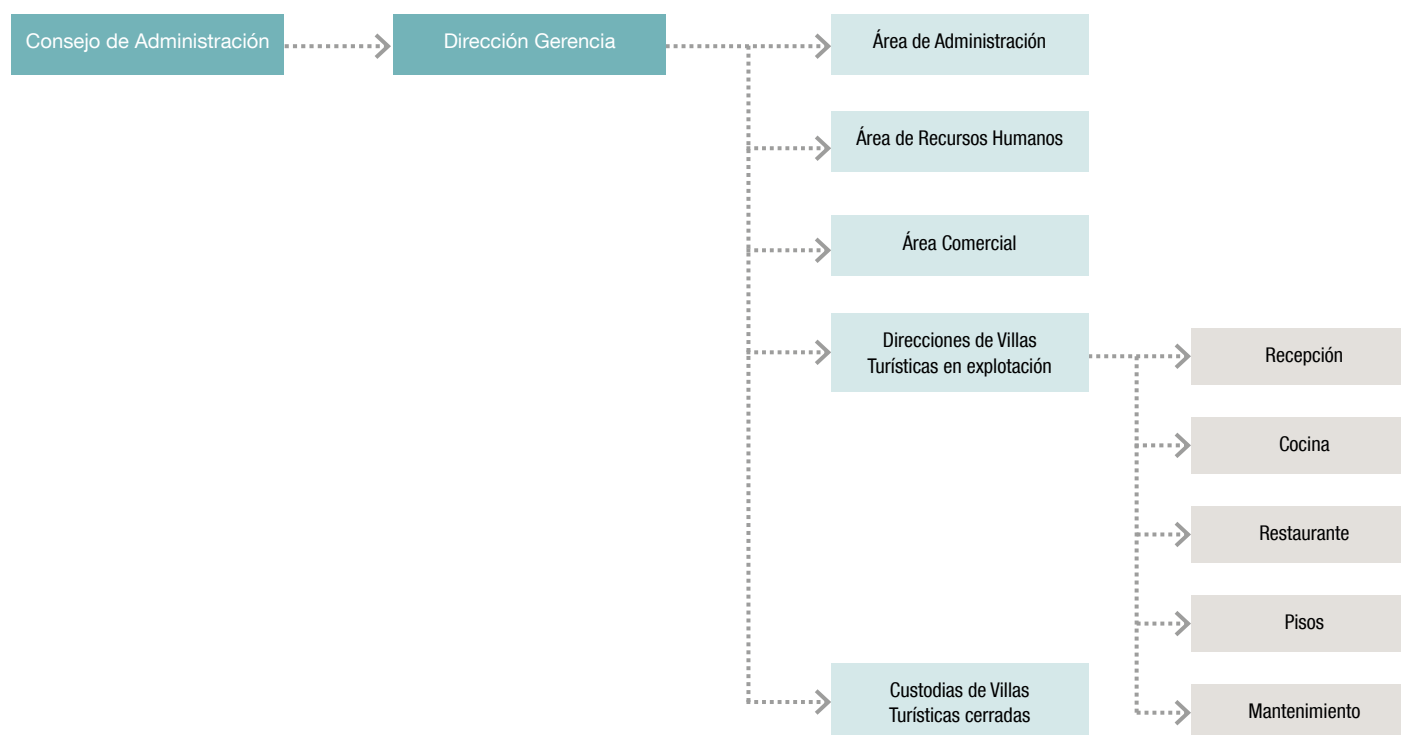 Consejo de Administración
Dirección Gerencia
Área de Administración
Área de Recursos Humanos
Área Comercial
Direcciones de Villas
Turísticas en explotación
Recepción
Cocina
Restaurante
Pisos
Mantenimiento
Custodias de Villas
Turísticas cerradas